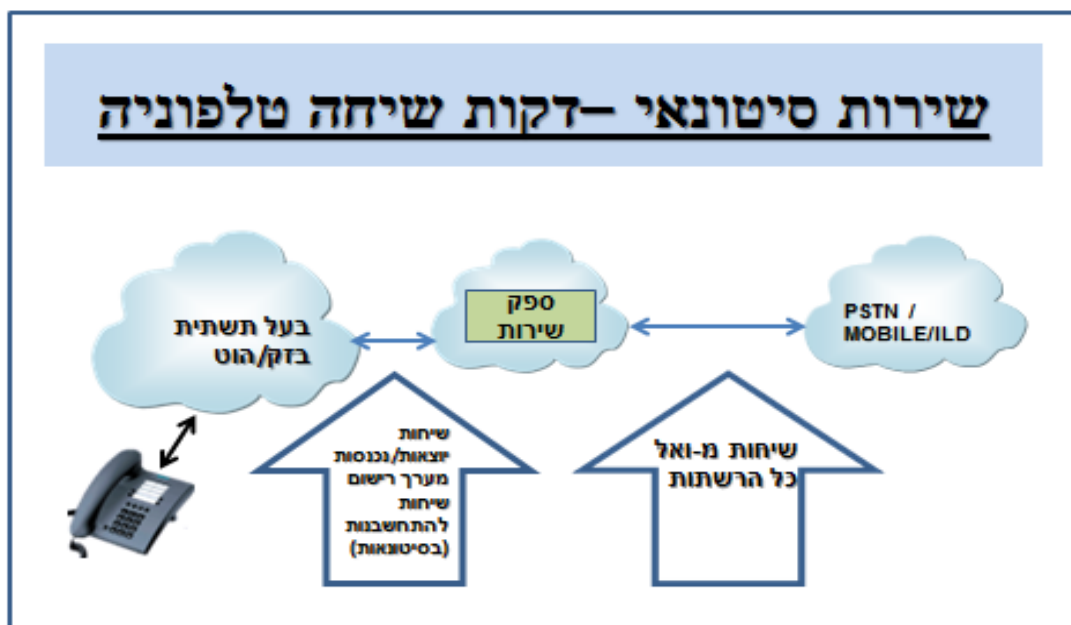 שירות סיטונאי –דקות שיחה טלפוניה
בעל תשתית
בזק/הוט
ספק
שירות
PSTN /
MOBILE/ILD
שיחות
יוצאות/נכנסות
מערך רישום
שיחות
להתחשבנות
(בסיטונאות)
שיחות מ-ואל
כל הרשתות